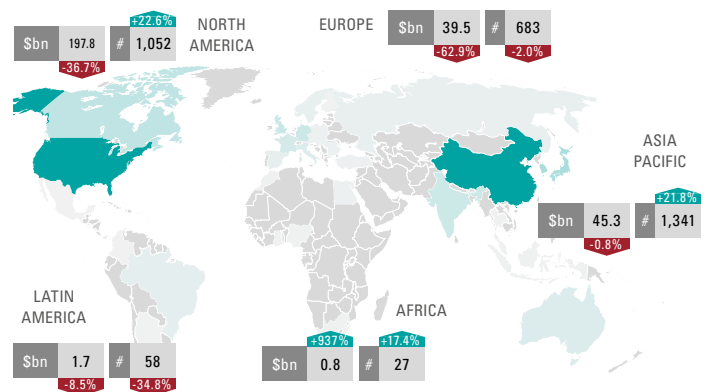 NORTH
AMERICA
+22.6%
$bn 197.8 # 1,052
-36.7%
EUROPE
$bn 39.5 # 683
-62.9% -2.0%
ASIA
PACIFIC
+21.8%
$bn 45.3 # 1,341
-0.8%
LATIN
AMERICA
$bn 1.7 # 58
-8.5% -34.8%
AFRICA
+937% +17.4%
$bn 0.8 # 27